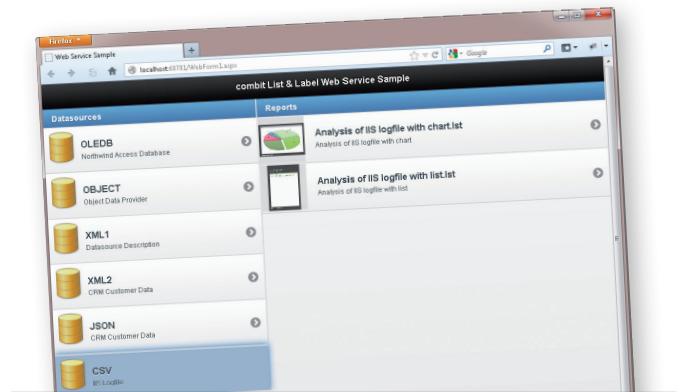 Firefox
Web Service Sample
localhost:60781/WebForm1.aspx
Google
combit List & Label Web Service Sample
Datasources
Reports
OLEDB
Northwind Access Database
OBJECT
Object Data Provider
XML1
Datasource Description
XML2
CRM Customer Data
JSON
CRM Customer Data
CSV
IIS Logfile
Analysis of IIS logfile with chart.lst
Analysis of IIS logfile with chart
Analysis of IIS logfile with list.lst
Analysis of IIS logfile with list